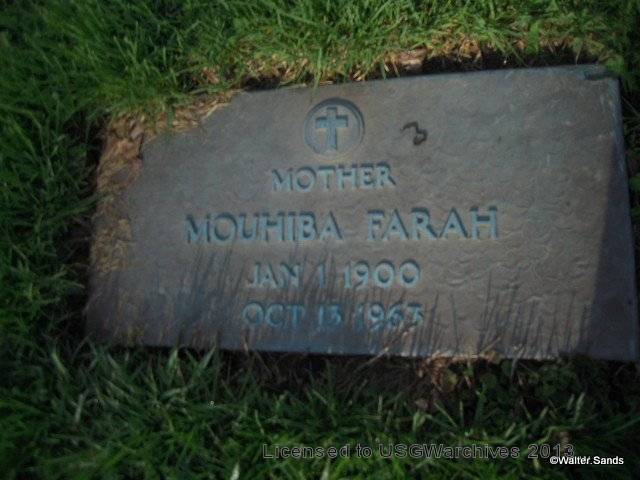 MOTHER
MOUHIBA FARAH
JAN 1 1900
OCT 13 1963
Licensed to USGWarchives 2013
©Walter.Sands